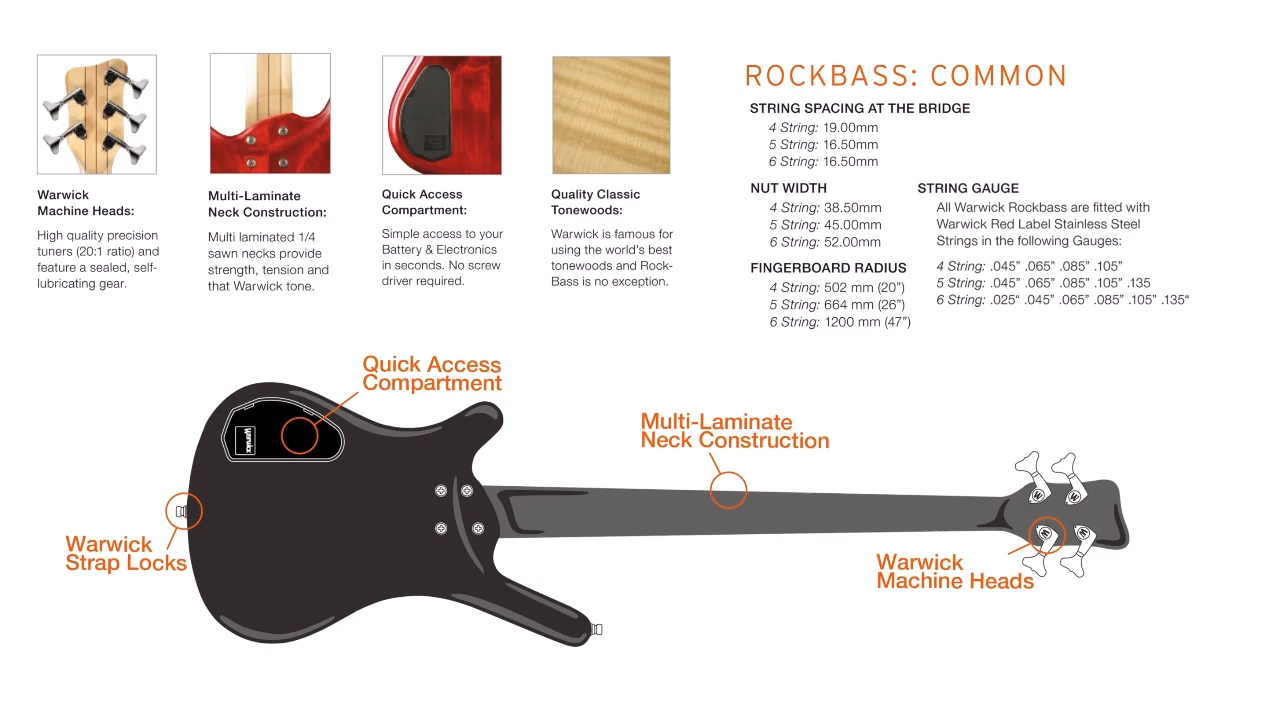 Warwick
Machine Heads:
High quality precision
tuners (20:1 ratio) and
feature a sealed, self-
lubricating gear.
Multi-Laminate
Neck Construction:
Multi laminated 1/4
sawn necks provide
strength, tension and
that Warwick tone.
Quick Access
Compartment:
Simple access to your
Battery & Electronics
in seconds. No screw
driver required.
Quality Classic
Tonewoods:
Warwick is famous for
using the world's best
tonewoods and Rock-
Bass is no exception.
ROCKBASS: COMMON
STRING SPACING AT THE BRIDGE
4 String: 19.00mm
5 String: 16.50mm
6 String: 16.50mm
NUT WIDTH
4 String: 38.50mm
5 String: 45.00mm
6 String: 52.00mm
FINGERBOARD RADIUS
4 String: 502 mm (20”)
5 String: 664 mm (26”)
6 String: 1200 mm (47”)
STRING GAUGE
All Warwick Rockbass are fitted with
Warwick Red Label Stainless Steel
Strings in the following Gauges:
4 String: .045” .065” .085” .105”
5 String: .045” .065” .085” .105” .135
6 String: .025“ .045” .065” .085” .105” .135“
Quick Access
Compartment
Warwick
Multi-Laminate
Neck Construction
Warwick
Strap Locks
Warwick
Machine Heads
W
W
W
W